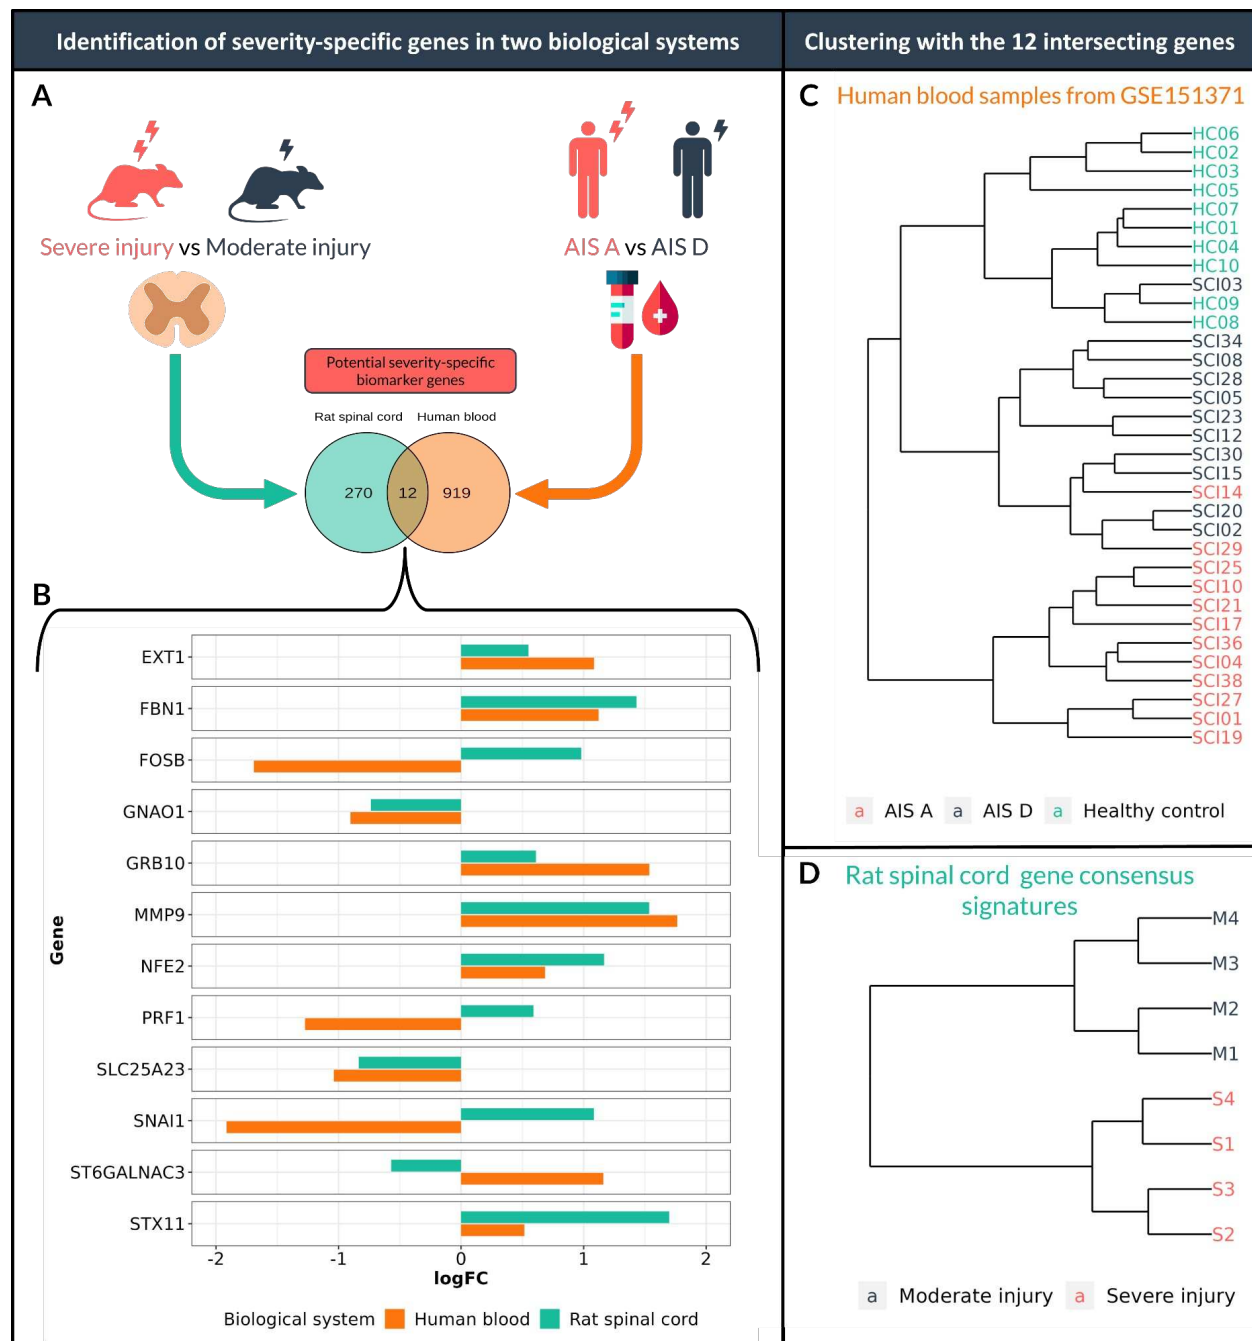 Identification of severity-specific genes in two biological systems
A
Severe injury vs Moderate injury
AIS A vs AIS D
Potential severity-specific
biomarker genes
Rat spinal cord
Human blood
270
12
919
B
Gene
EXT1
FBN1
FOSB
GNAO1
GRB10
MMP9
NFE2
PRF1
SLC25A23
SNAI1
ST6GALNAC3
STX11
-2
-1
0
1
2
logFC
Biological system
Human blood
Rat spinal cord
Clustering with the 12 intersecting genes
C
Human blood samples from GSE151371
HC06
HC02
HC03
HC05
HC07
HC01
HC04
HC10
SCI03
HC09
HC08
SCI34
SCI08
SCI28
SCI05
SCI23
SCI12
SCI30
SCI15
SCI14
SCI20
SCI02
SCI29
SCI25
SCI10
SCI21
SCI17
SCI36
SCI04
SCI38
SCI27
SCI01
SCI19
a AIS A a AIS D a Healthy control
D
Rat spinal cord gene consensus
signatures
M4
M3
M2
M1
S4
S1
S3
S2
a Moderate injury a Severe injury